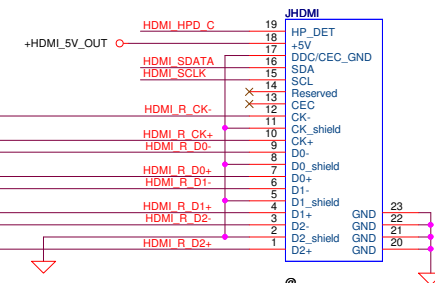 JHDMI
HDMI_HPD_C 19 HP_DET
+HDMI_5V_OUT 18 +5V
17 DDC/CEC_GND
HDMI_SDATA 16 SDA
HDMI_SCLK 15 SCL
14 Reserved
13 CEC
HDMI_R_CK- 12 CK-
11 CK_shield
HDMI_R_CK+ 10 CK+
HDMI_R_D0- 9 D0-
8 D0_shield
HDMI_R_D0+ 7 D0+
HDMI_R_D1- 6 D1-
5 D1_shield
HDMI_R_D1+ 4 D1+ GND 23
HDMI_R_D2- 3 D2- GND 22
2 D2_shield GND 21
HDMI_R_D2+ 1 D2+ GND 20
@